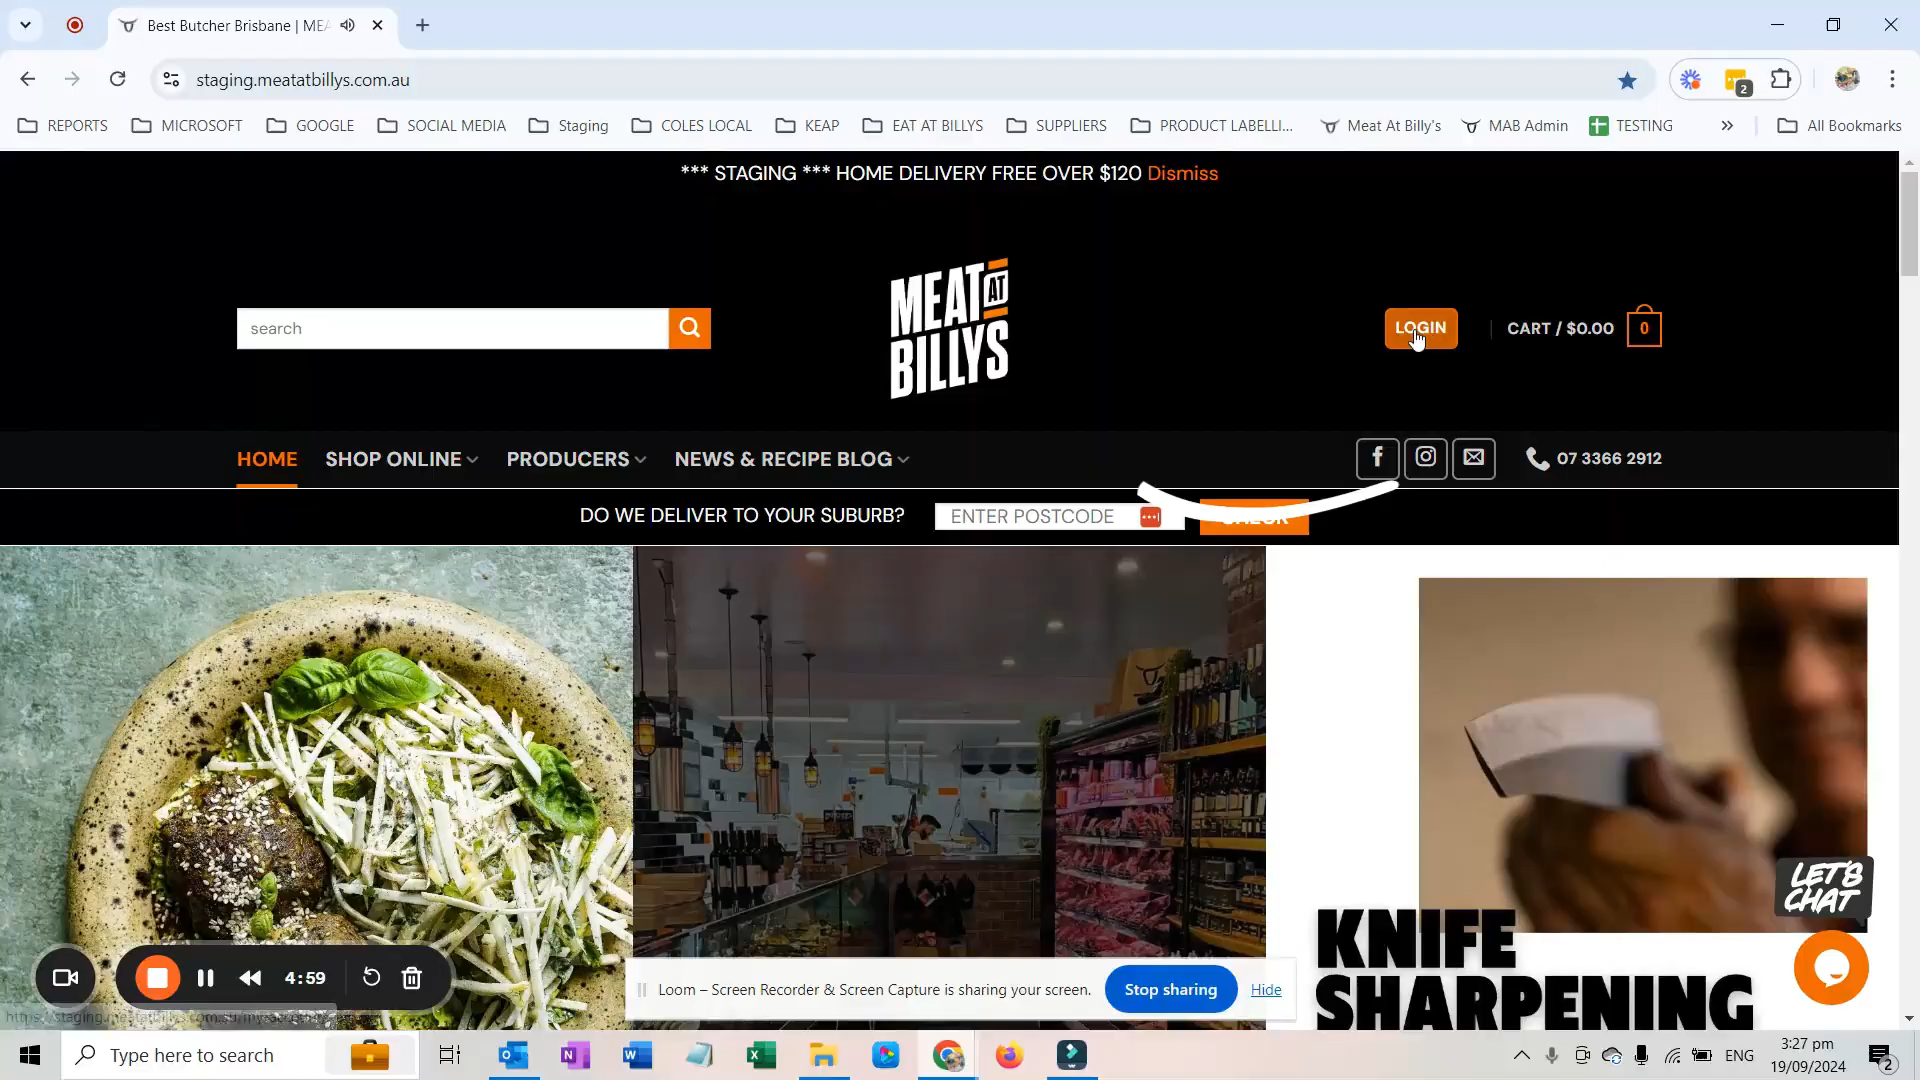 Best Butcher Brisbane | MEA
staging.meatatbillys.com.au
2
REPORTS
MICROSOFT
GOOGLE
SOCIAL MEDIA
Staging
COLES LOCAL
KEAP
EAT AT BILLYS
SUPPLIERS
PRODUCT LABELLI...
Meat At Billy's
MAB Admin
TESTING
All Bookmarks
*** STAGING *** HOME DELIVERY FREE OVER $120 Dismiss
search
MEAT AT
BILLYS
LOGIN
CART / $0.00
0
HOME
SHOP ONLINE
PRODUCERS
NEWS & RECIPE BLOG
07 3366 2912
DO WE DELIVER TO YOUR SUBURB?
ENTER POSTCODE
CHECK
LET'S
CHAT
KNIFE
SHARPENING
4:59
Loom – Screen Recorder & Screen Capture is sharing your screen.
Stop sharing
Hide
Type here to search
ENG
3:27 pm
19/09/2024
2